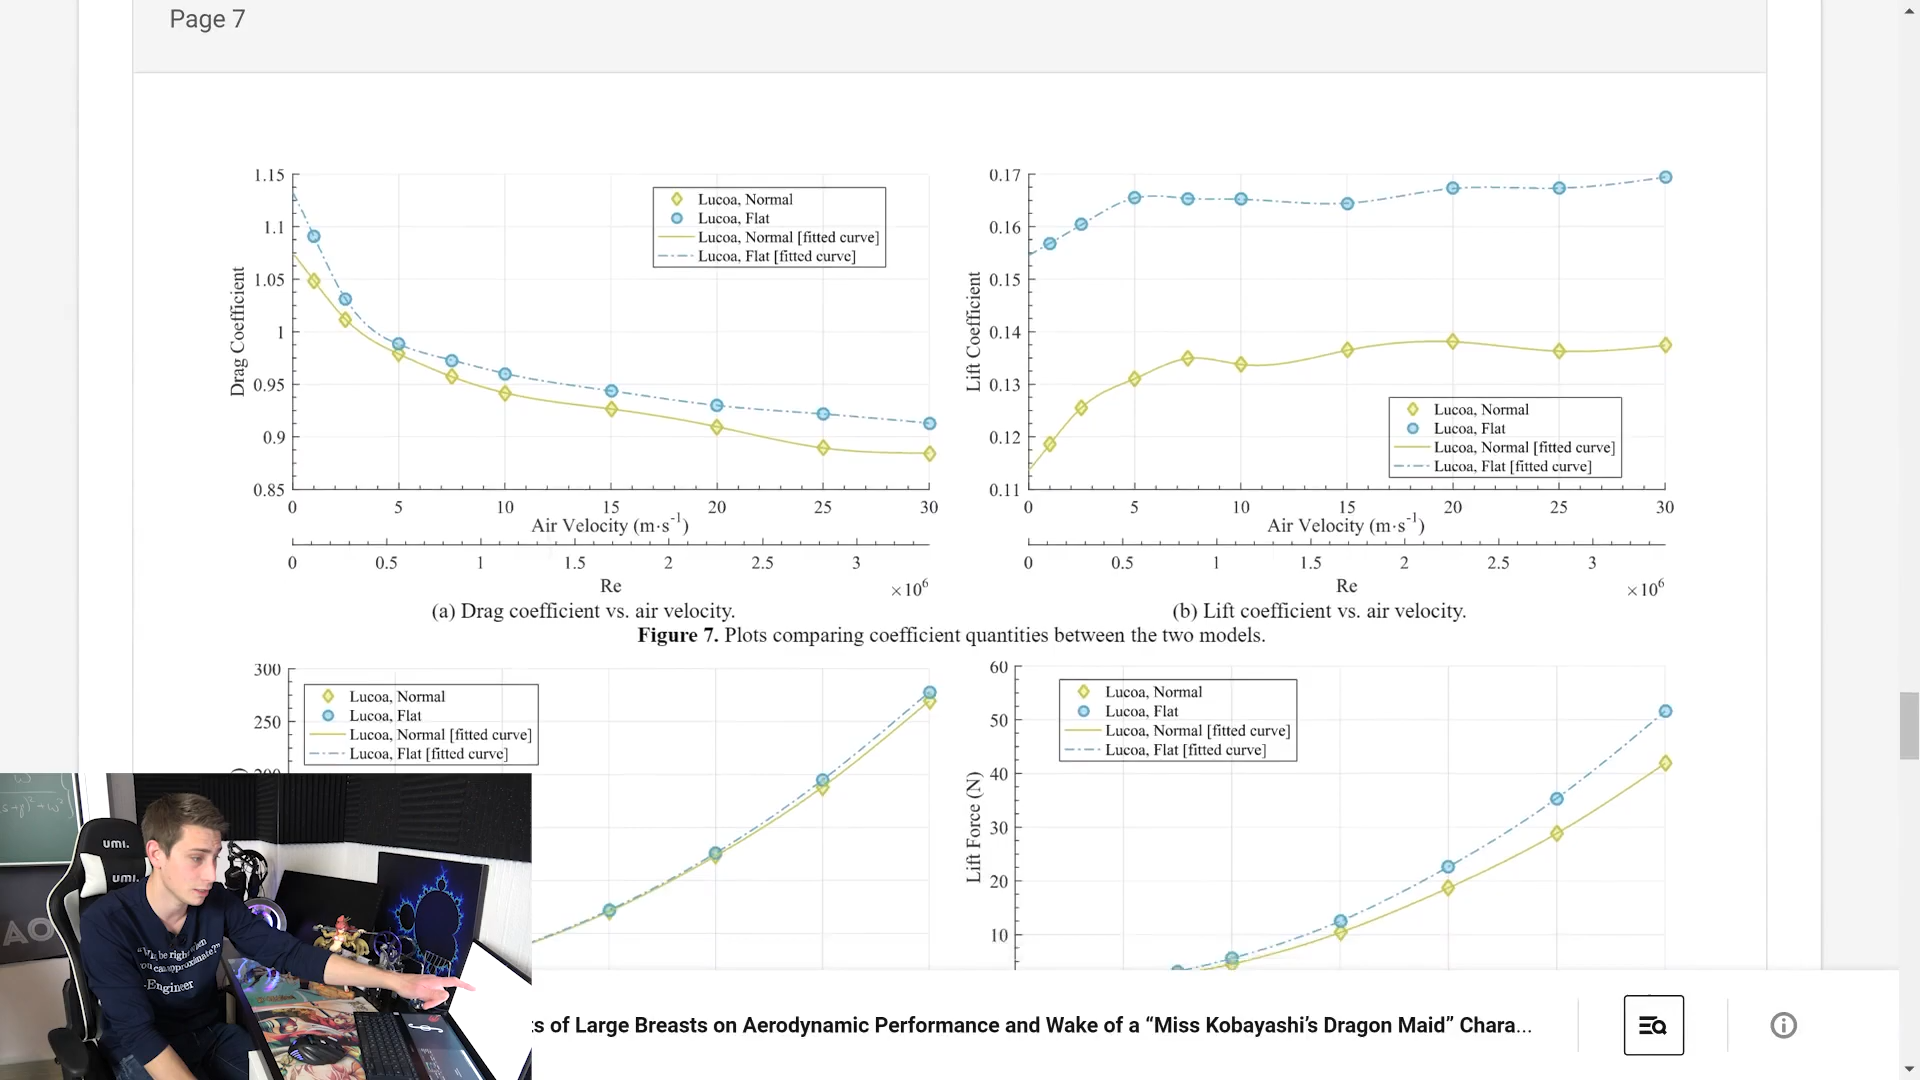 Page 7
1.15
1.1
1.05
1
0.95
0.9
0.85
Drag Coefficient
Lucoa, Normal
Lucoa, Flat
Lucoa, Normal [fitted curve]
Lucoa, Flat [fitted curve]
0 5 10 15 20 25 30
Air Velocity (m·s⁻¹)
0 0.5 1 1.5 2 2.5 3
Re
×10⁶
(a) Drag coefficient vs. air velocity.
0.17
0.16
0.15
0.14
0.13
0.12
0.11
Lift Coefficient
Lucoa, Normal
Lucoa, Flat
Lucoa, Normal [fitted curve]
Lucoa, Flat [fitted curve]
0 5 10 15 20 25 30
Air Velocity (m·s⁻¹)
0 0.5 1 1.5 2 2.5 3
Re
×10⁶
(b) Lift coefficient vs. air velocity.
Figure 7. Plots comparing coefficient quantities between the two models.
300
250
200
Lucoa, Normal
Lucoa, Flat
Lucoa, Normal [fitted curve]
Lucoa, Flat [fitted curve]
60
50
40
30
20
10
Lift Force (N)
Lucoa, Normal
Lucoa, Flat
Lucoa, Normal [fitted curve]
Lucoa, Flat [fitted curve]
umi.
umi.
AO
be right when
you can approximate?"
-Engineer
ts of Large Breasts on Aerodynamic Performance and Wake of a “Miss Kobayashi’s Dragon Maid” Chara...